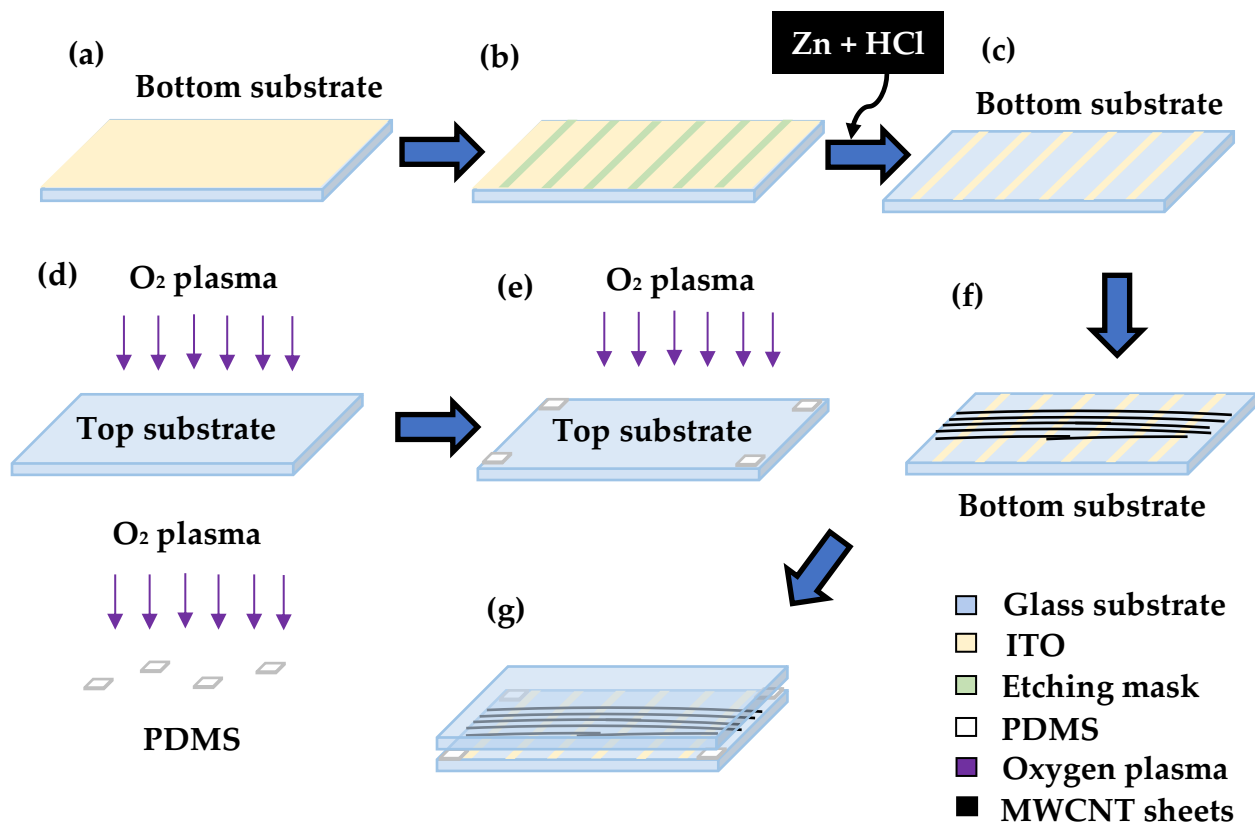 (a)
Bottom substrate
(b)
Zn + HCl
(c)
Bottom substrate
(d)
O₂ plasma
Top substrate
O₂ plasma
PDMS
(e)
O₂ plasma
Top substrate
(f)
Bottom substrate
(g)
Glass substrate
ITO
Etching mask
PDMS
Oxygen plasma
MWCNT sheets